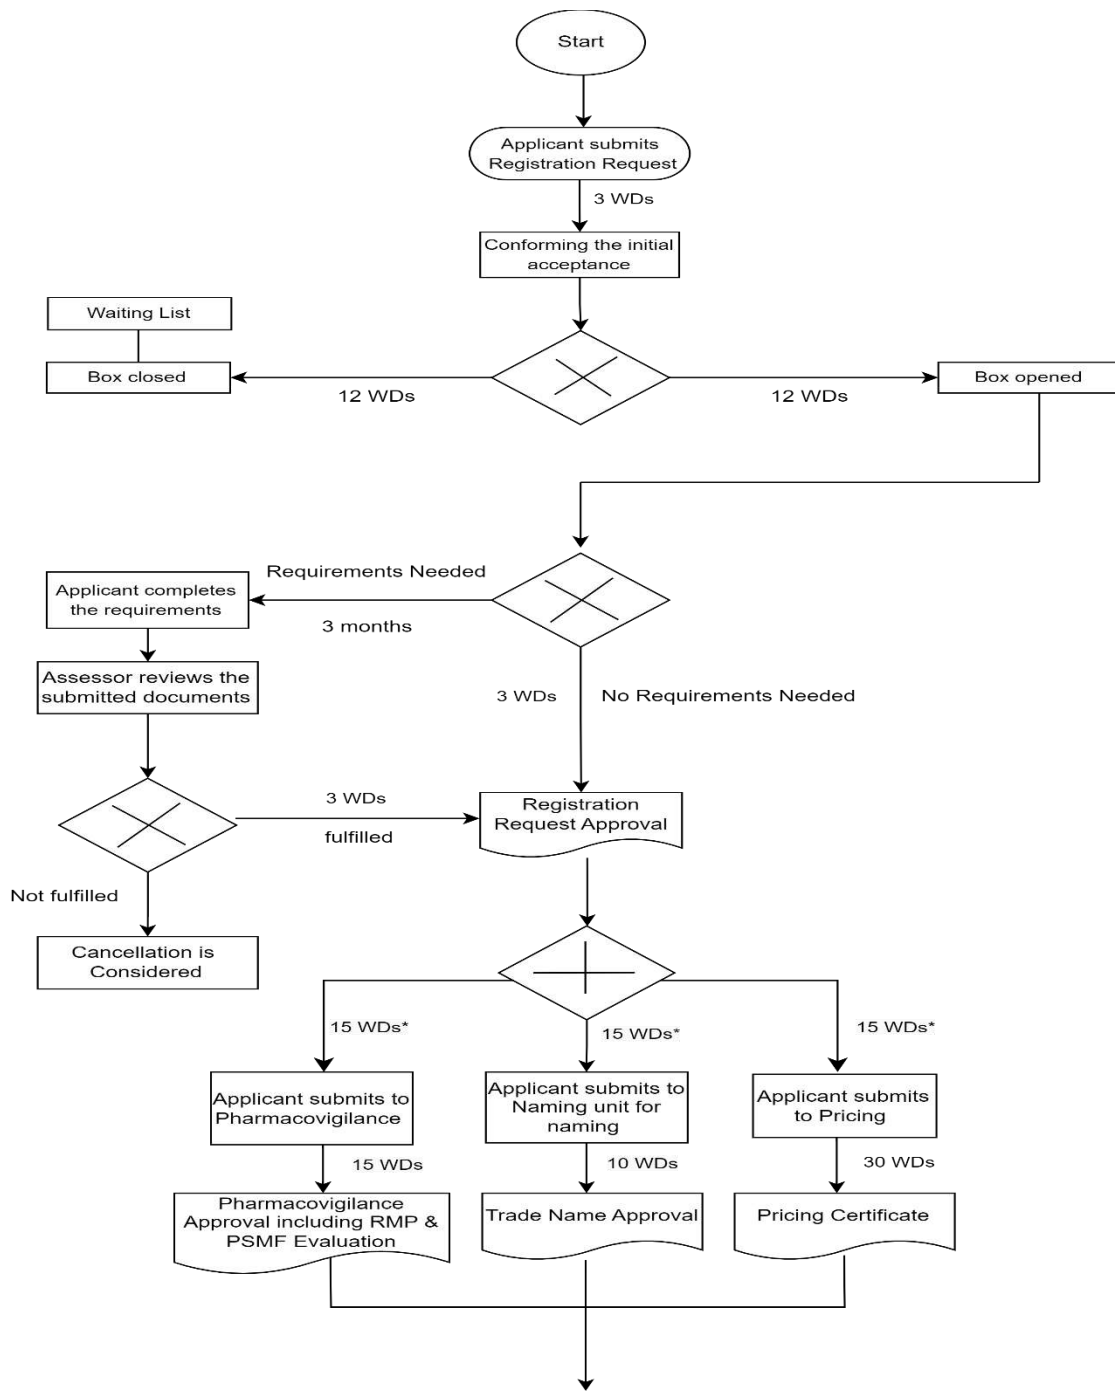 Start
Applicant submits
Registration Request
3 WDs
Conforming the initial
acceptance
Waiting List
Box closed
12 WDs
12 WDs
Box opened
Requirements Needed
Applicant completes
the requirements
3 months
Assessor reviews the
submitted documents
3 WDs
No Requirements Needed
3 WDs
fulfilled
Registration
Request Approval
Not fulfilled
Cancellation is
Considered
15 WDs*
15 WDs*
15 WDs*
Applicant submits to
Pharmacovigilance
Applicant submits to
Naming unit for
naming
Applicant submits
to Pricing
15 WDs
10 WDs
30 WDs
Pharmacovigilance
Approval including RMP &
PSMF Evaluation
Trade Name Approval
Pricing Certificate